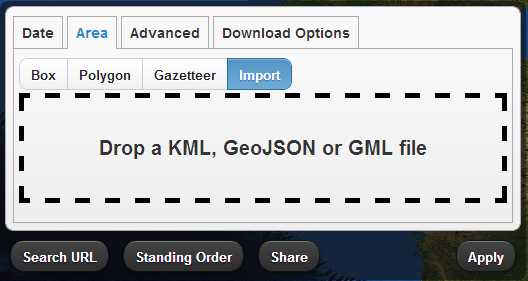 Date Area Advanced Download Options
Box Polygon Gazetteer Import
Drop a KML, GeoJSON or GML file
Search URL Standing Order Share Apply